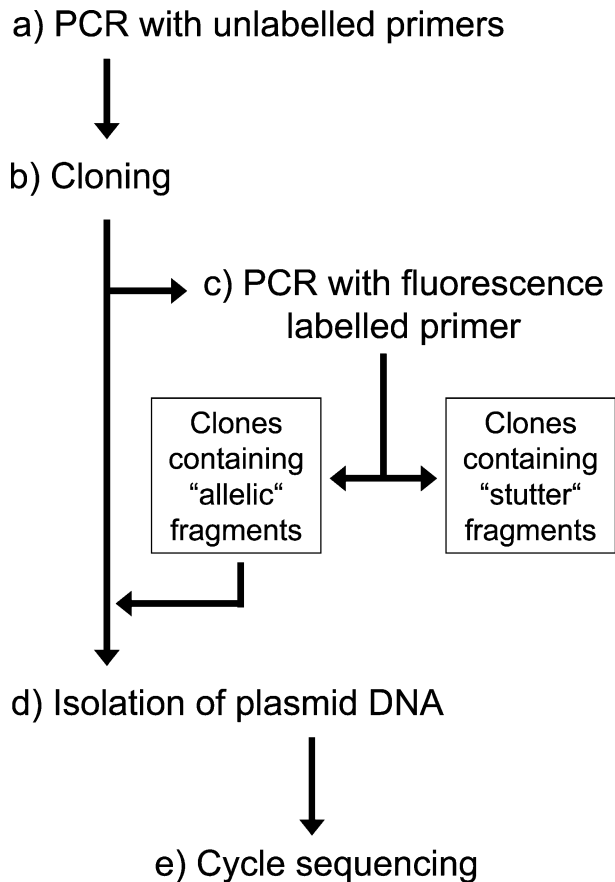 a) PCR with unlabelled primers
b) Cloning
c) PCR with fluorescence
labelled primer
Clones
containing
“allelic“
fragments
Clones
containing
“stutter“
fragments
d) Isolation of plasmid DNA
e) Cycle sequencing